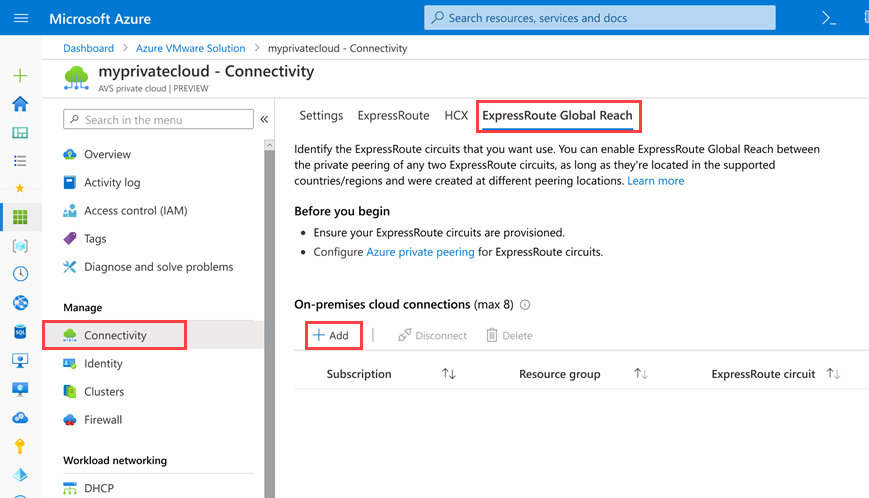 Microsoft Azure
Search resources, services and docs
Dashboard > Azure VMware Solution > myprivatecloud - Connectivity
myprivatecloud - Connectivity
AVS private cloud | PREVIEW
Search in the menu
Overview
Activity log
Access control (IAM)
Tags
Diagnose and solve problems
Manage
Connectivity
Identity
Clusters
Firewall
Workload networking
DHCP
SQL
Settings ExpressRoute HCX ExpressRoute Global Reach
Identify the ExpressRoute circuits that you want use. You can enable ExpressRoute Global Reach between
the private peering of any two ExpressRoute circuits, as long as they're located in the supported
countries/regions and were created at different peering locations. Learn more
Before you begin
• Ensure your ExpressRoute circuits are provisioned.
• Configure Azure private peering for ExpressRoute circuits.
On-premises cloud connections (max 8)
+ Add | Disconnect Delete
Subscription ↑↓ Resource group ↑↓ ExpressRoute circuit ↑↓